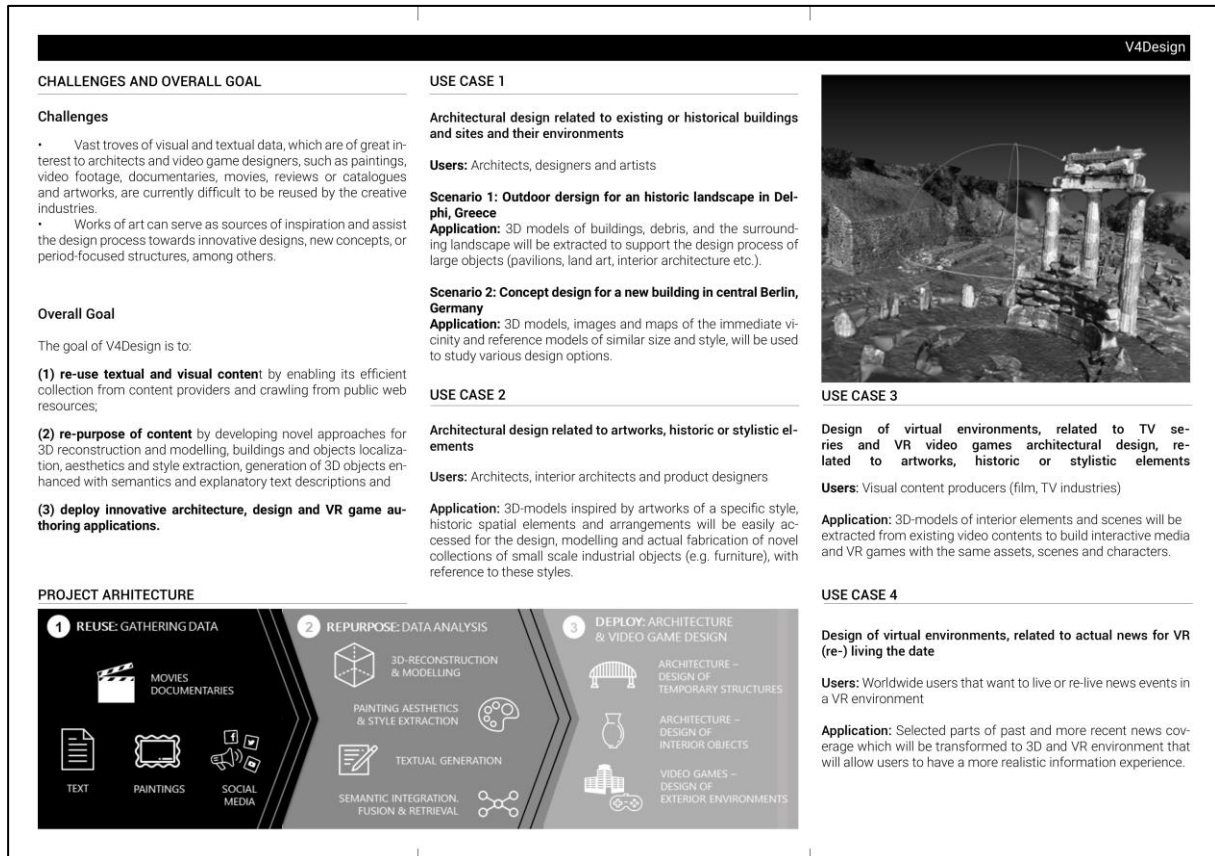 V4Design
CHALLENGES AND OVERALL GOAL
Challenges
• Vast troves of visual and textual data, which are of great in-
terest to architects and video game designers, such as paintings,
video footage, documentaries, movies, reviews or catalogues
and artworks, are currently difficult to be reused by the creative
industries.
• Works of art can serve as sources of inspiration and assist
the design process towards innovative designs, new concepts, or
period-focused structures, among others.
Overall Goal
The goal of V4Design is to:
(1) re-use textual and visual content by enabling its efficient
collection from content providers and crawling from public web
resources;
(2) re-purpose of content by developing novel approaches for
3D reconstruction and modelling, buildings and objects localiza-
tion, aesthetics and style extraction, generation of 3D objects en-
hanced with semantics and explanatory text descriptions and
(3) deploy innovative architecture, design and VR game au-
thoring applications.
USE CASE 1
Architectural design related to existing or historical buildings
and sites and their environments
Users: Architects, designers and artists
Scenario 1: Outdoor dersign for an historic landscape in Del-
phi, Greece
Application: 3D models of buildings, debris, and the surround-
ing landscape will be extracted to support the design process of
large objects (pavilions, land art, interior architecture etc.).
Scenario 2: Concept design for a new building in central Berlin,
Germany
Application: 3D models, images and maps of the immediate vi-
cinity and reference models of similar size and style, will be used
to study various design options.
USE CASE 2
Architectural design related to artworks, historic or stylistic el-
ements
Users: Architects, interior architects and product designers
Application: 3D-models inspired by artworks of a specific style,
historic spatial elements and arrangements will be easily ac-
cessed for the design, modelling and actual fabrication of novel
collections of small scale industrial objects (e.g. furniture), with
reference to these styles.
USE CASE 3
Design of virtual environments, related to TV se-
ries and VR video games architectural design, re-
lated to artworks, historic or stylistic elements
Users: Visual content producers (film, TV industries)
Application: 3D-models of interior elements and scenes will be
extracted from existing video contents to build interactive media
and VR games with the same assets, scenes and characters.
USE CASE 4
Design of virtual environments, related to actual news for VR
(re-) living the date
Users: Worldwide users that want to live or re-live news events in
a VR environment
Application: Selected parts of past and more recent news cov-
erage which will be transformed to 3D and VR environment that
will allow users to have a more realistic information experience.
PROJECT ARHITECTURE
1 REUSE: GATHERING DATA
MOVIES
DOCUMENTARIES
TEXT
PAINTINGS
SOCIAL
MEDIA
2 REPURPOSE: DATA ANALYSIS
3D-RECONSTRUCTION
& MODELLING
PAINTING AESTHETICS
& STYLE EXTRACTION
TEXTUAL GENERATION
SEMANTIC INTEGRATION.
FUSION & RETRIEVAL
3 DEPLOY: ARCHITECTURE
& VIDEO GAME DESIGN
ARCHITECTURE –
DESIGN OF
TEMPORARY STRUCTURES
ARCHITECTURE –
DESIGN OF
INTERIOR OBJECTS
VIDEO GAMES –
DESIGN OF
EXTERIOR ENVIRONMENTS